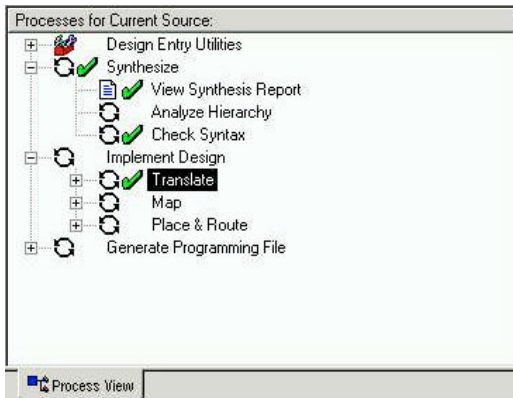 Processes for Current Source:
Design Entry Utilities
Synthesize
View Synthesis Report
Analyze Hierarchy
Check Syntax
Implement Design
Translate
Map
Place & Route
Generate Programming File
Process View